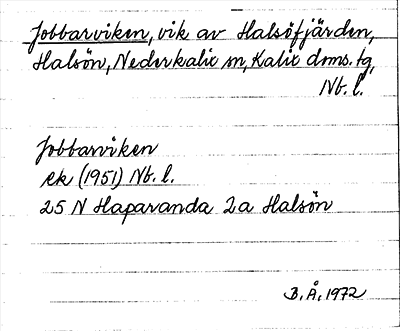 Jobbarviken, vik av Halsöfjärden,
Halsön, Nederkalix sn, Kalix doms. tg,
Nb. l.
Jobbarviken
ek (1951) Nb. l.
25 N Haparanda 2a Halsön
B. Å. 1972